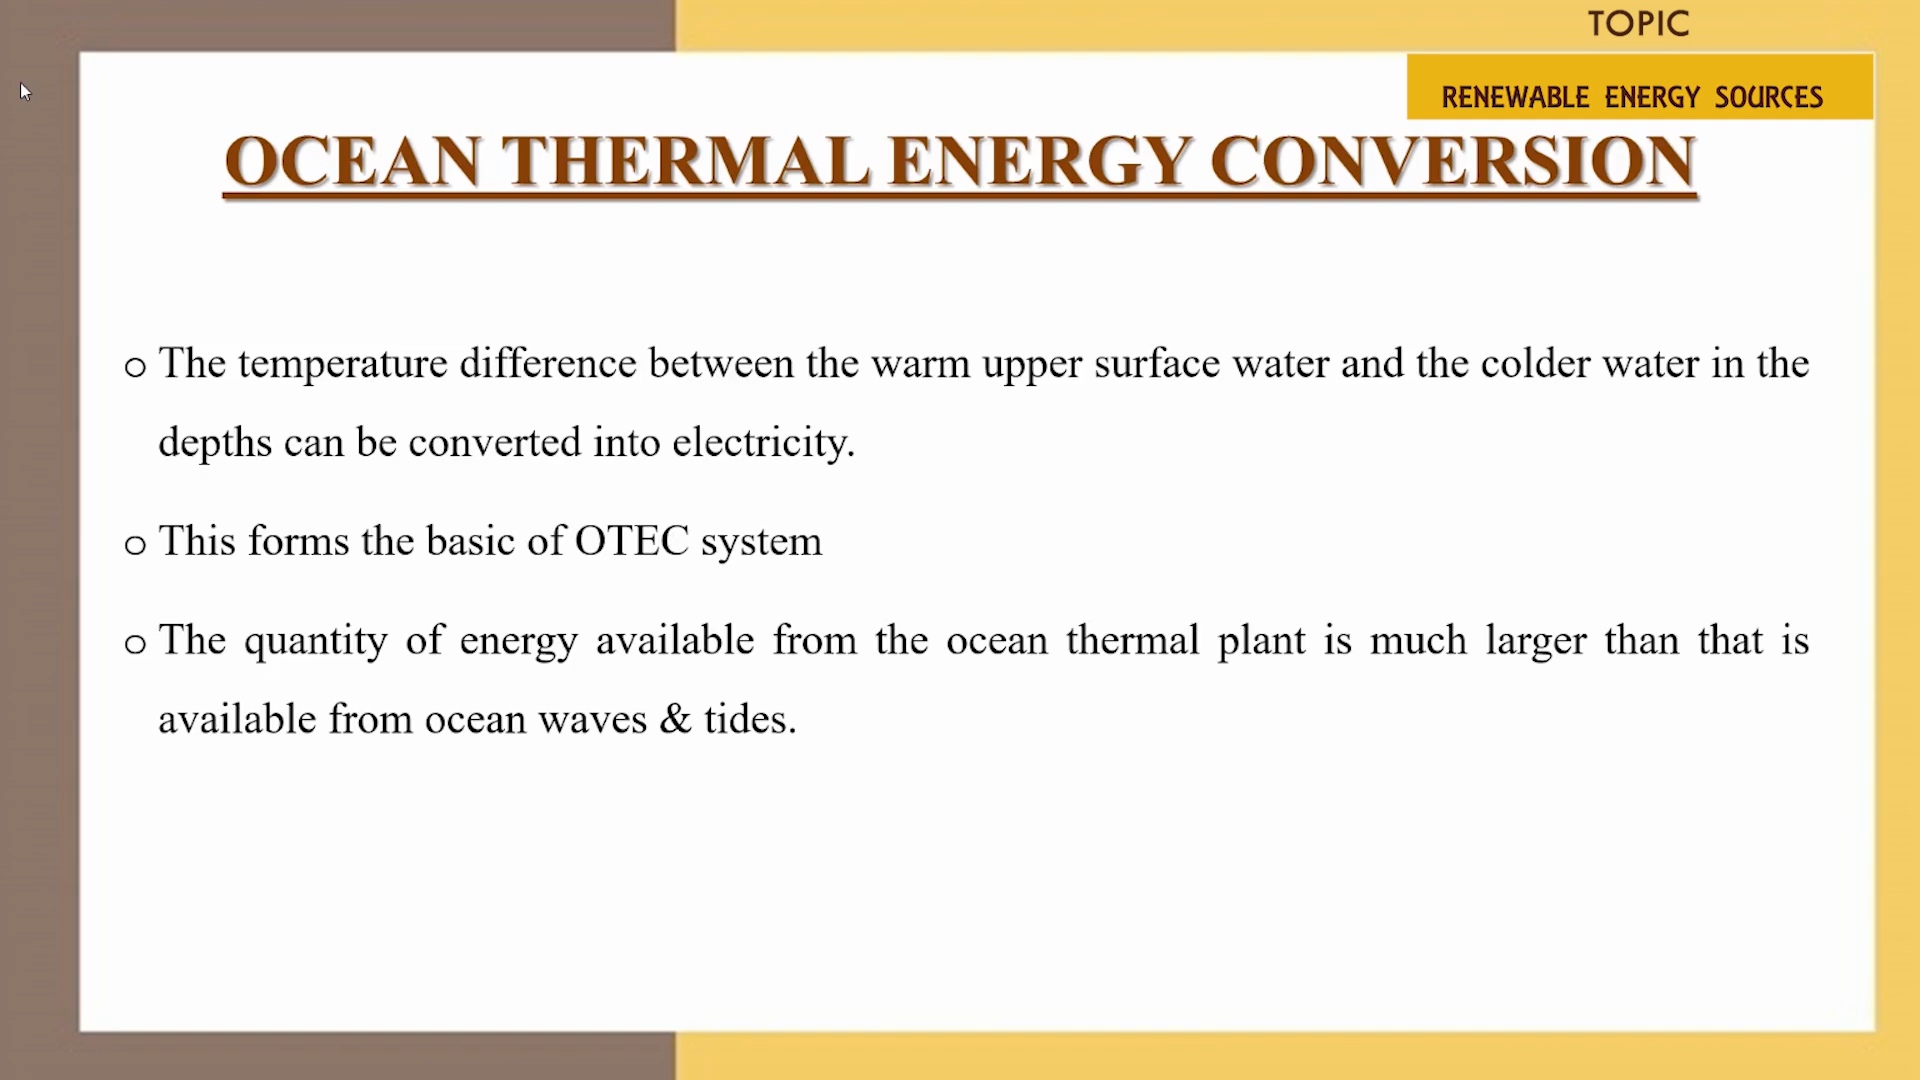 TOPIC
RENEWABLE ENERGY SOURCES
OCEAN THERMAL ENERGY CONVERSION
o The temperature difference between the warm upper surface water and the colder water in the
depths can be converted into electricity.
o This forms the basic of OTEC system
o The quantity of energy available from the ocean thermal plant is much larger than that is
available from ocean waves & tides.